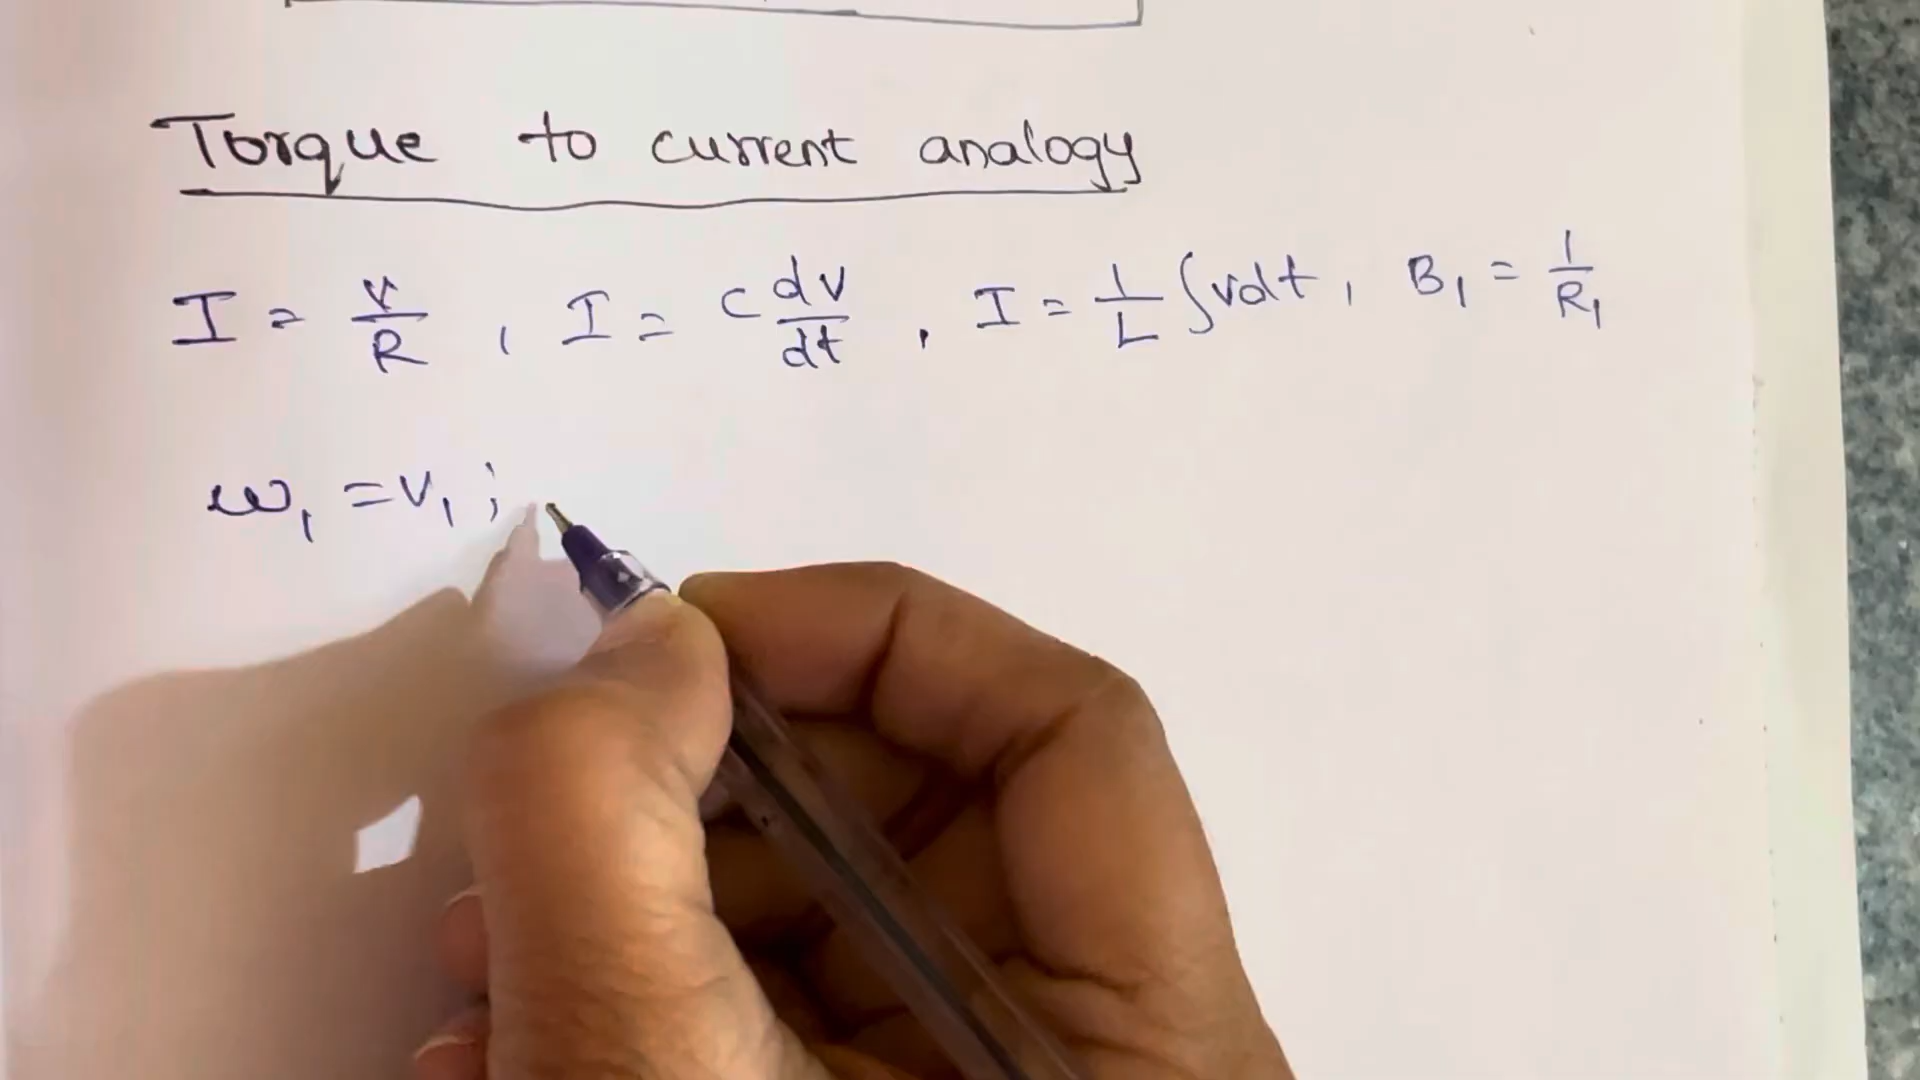 Torque to current analogy
I = V/R , I = C dv/dt , I = 1/L ∫vdt , B₁ = 1/R₁
ω₁ = V₁ ;